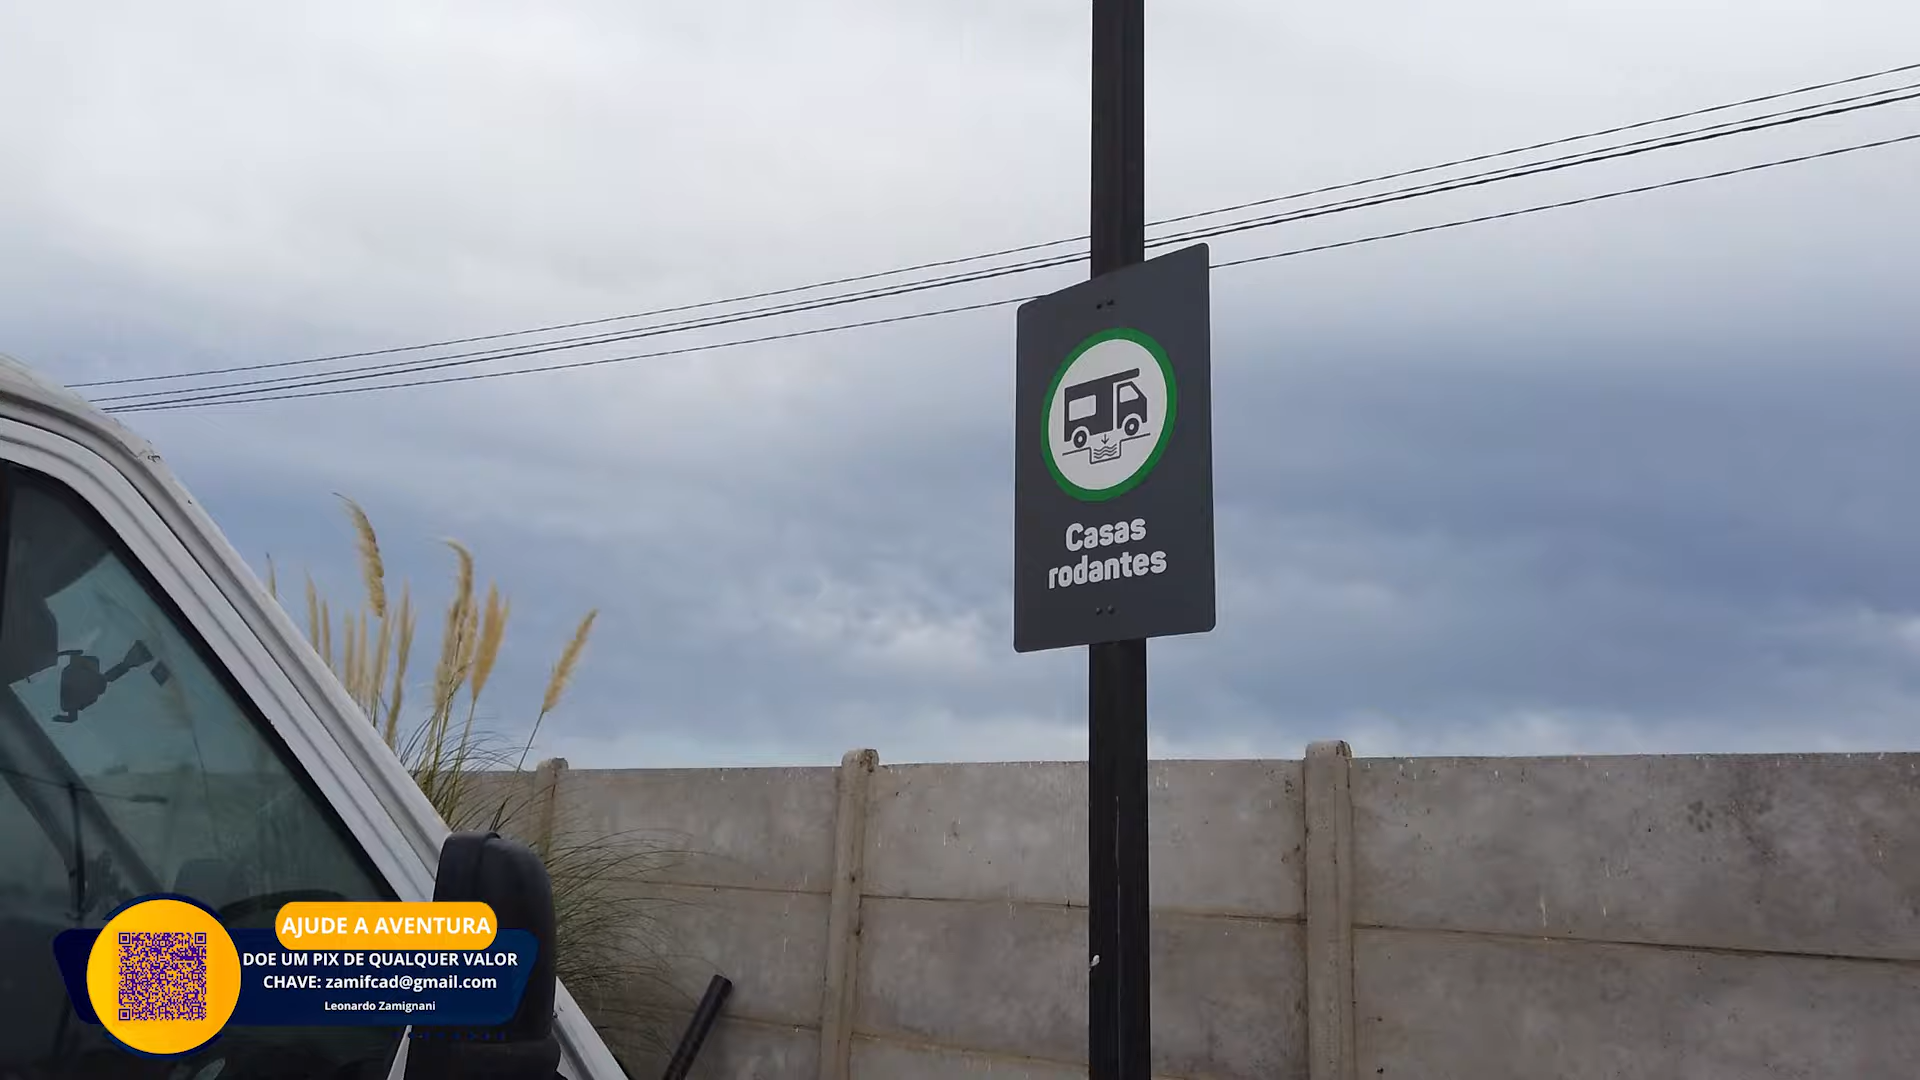 Casas
rodantes
AJUDE A AVENTURA
DOE UM PIX DE QUALQUER VALOR
CHAVE: zamifcad@gmail.com
Leonardo Zamignani